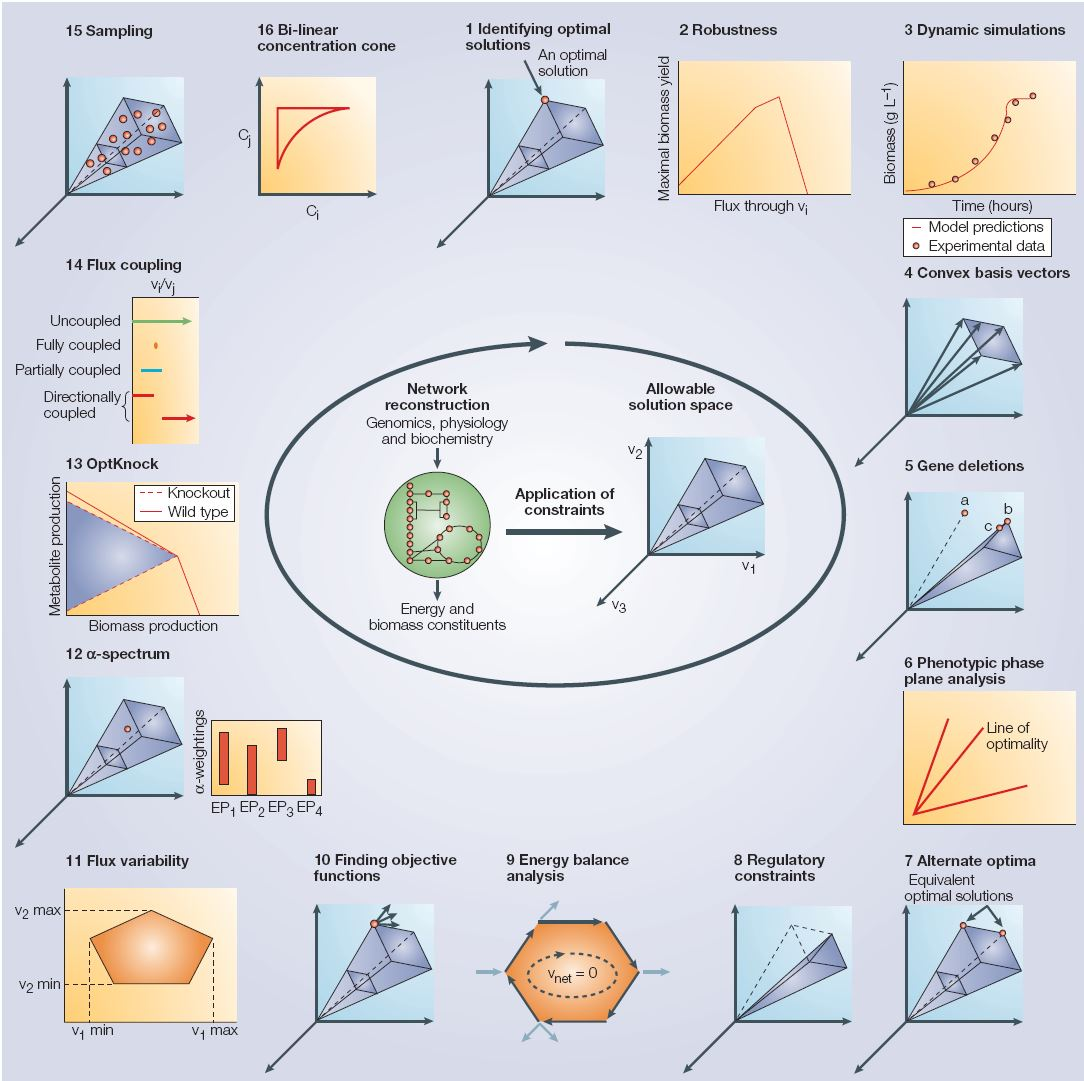 15 Sampling
16 Bi-linear
concentration cone
Cj
Ci
1 Identifying optimal
solutions
An optimal
solution
2 Robustness
Maximal biomass yield
Flux through vi
3 Dynamic simulations
Biomass (g L–1)
Time (hours)
Model predictions
Experimental data
14 Flux coupling
vi/vj
Uncoupled
Fully coupled
Partially coupled
Directionally
coupled
4 Convex basis vectors
Network
reconstruction
Genomics, physiology
and biochemistry
Application of
constraints
Energy and
biomass constituents
Allowable
solution space
v2
v1
v3
13 OptKnock
Metabolite production
Knockout
Wild type
Biomass production
5 Gene deletions
a
b
c
12 α-spectrum
α-weightings
EP1 EP2 EP3 EP4
6 Phenotypic phase
plane analysis
Line of
optimality
11 Flux variability
v2 max
v2 min
v1 min
v1 max
10 Finding objective
functions
9 Energy balance
analysis
vnet = 0
8 Regulatory
constraints
7 Alternate optima
Equivalent
optimal solutions